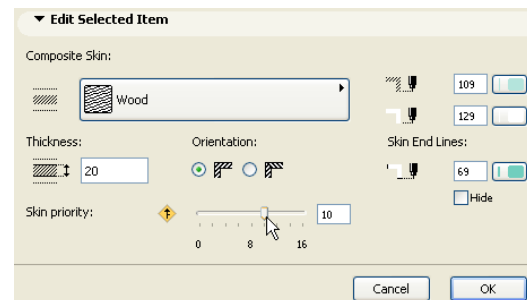 Edit Selected Item
Composite Skin:
Wood
109
129
Thickness:
Orientation:
Skin End Lines:
20
69
Hide
Skin priority:
10
0 8 16
Cancel OK